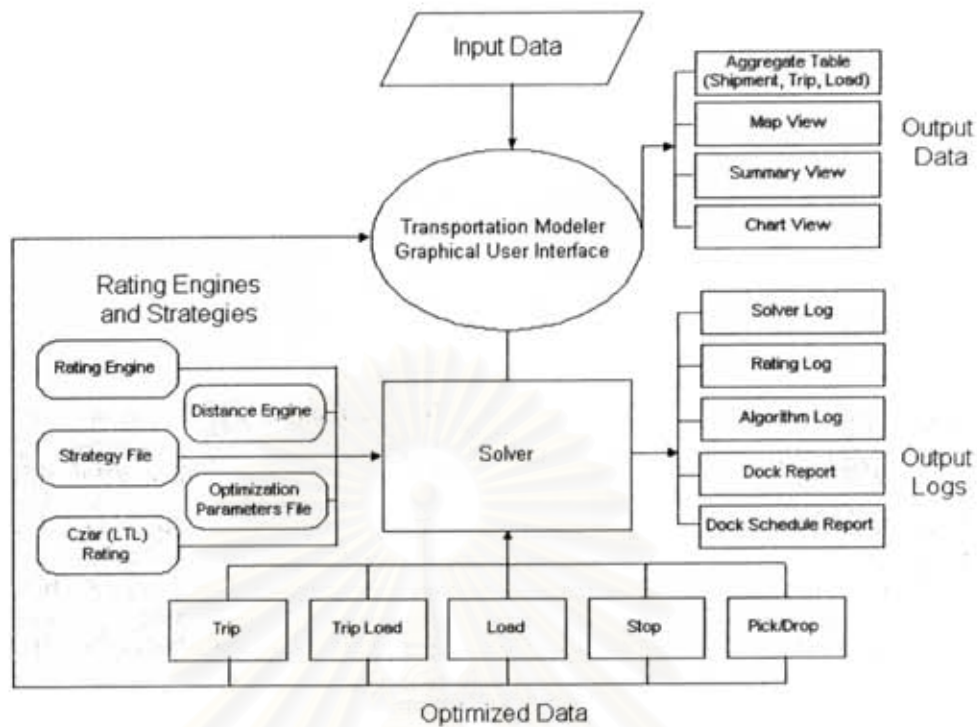 Input Data
Aggregate Table
(Shipment, Trip, Load)
Map View
Summary View
Chart View
Output
Data
Transportation Modeler
Graphical User Interface
Rating Engines
and Strategies
Rating Engine
Distance Engine
Strategy File
Optimization
Parameters File
Czar (LTL)
Rating
Solver
Solver Log
Rating Log
Algorithm Log
Dock Report
Dock Schedule Report
Output
Logs
Trip
Trip Load
Load
Stop
Pick/Drop
Optimized Data